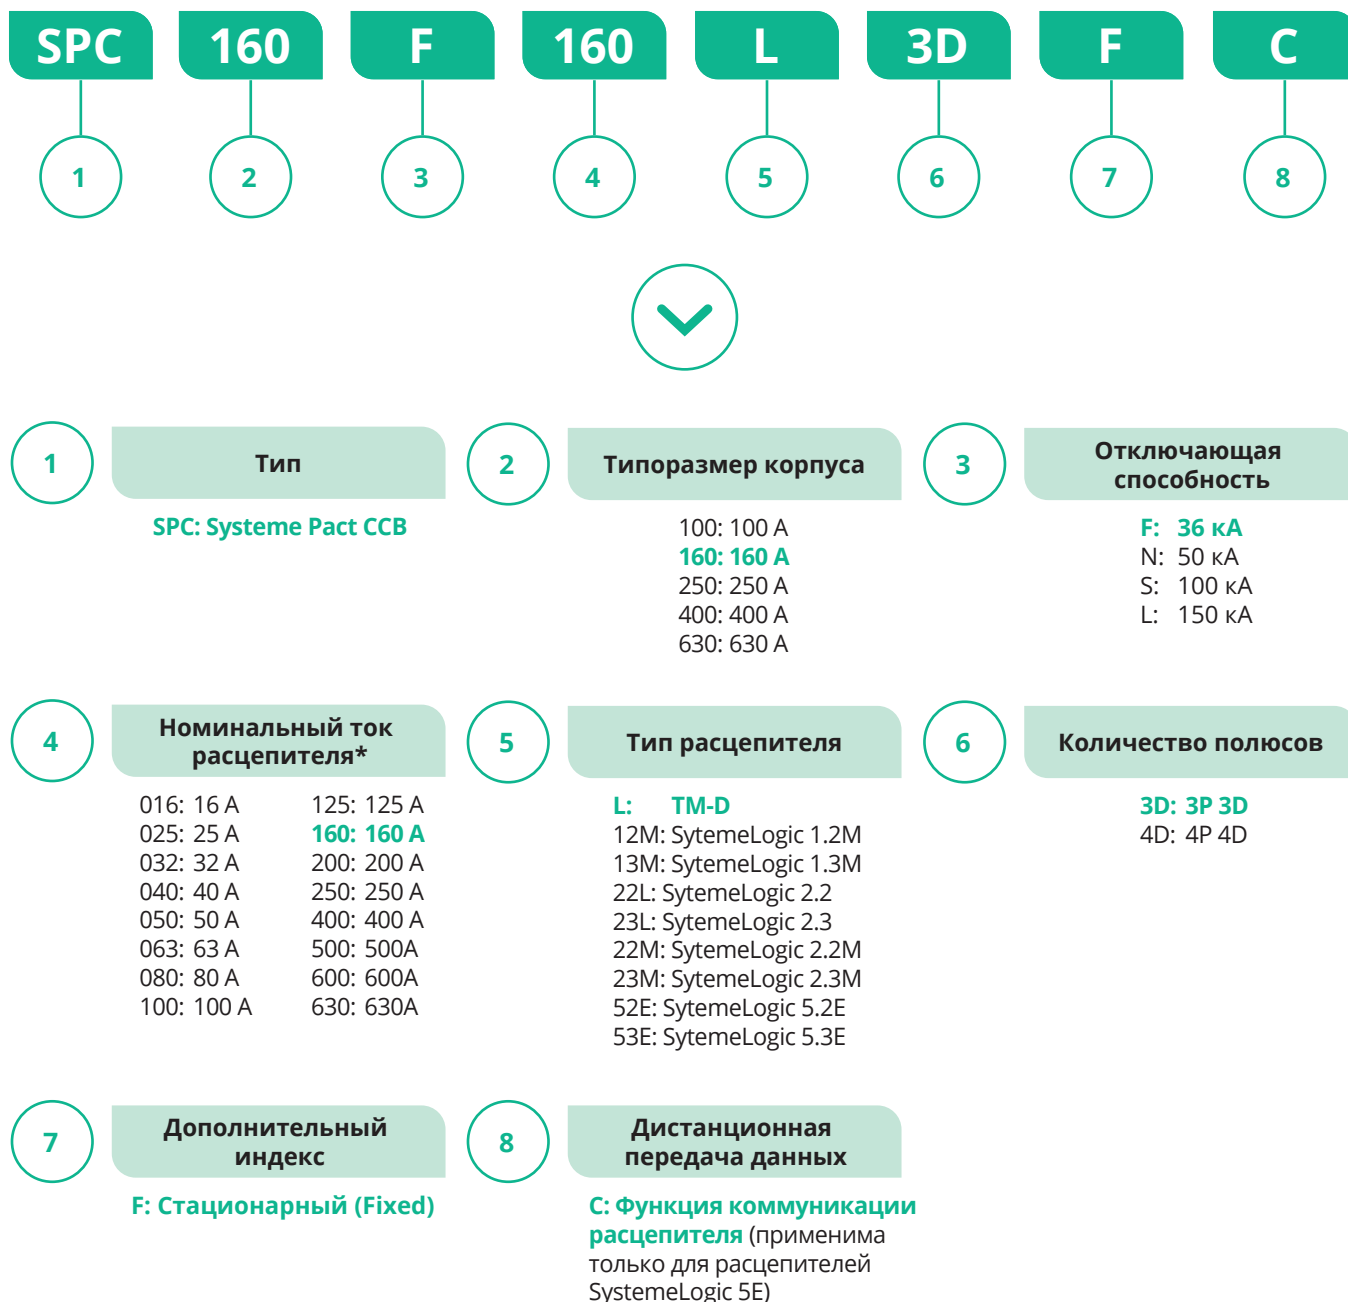 SPC 160 F 160 L 3D F C
1 2 3 4 5 6 7 8
1 Тип
SPC: Systeme Pact CCB
2 Типоразмер корпуса
100: 100 А
160: 160 А
250: 250 А
400: 400 А
630: 630 А
3 Отключающая
способность
F: 36 кА
N: 50 кА
S: 100 кА
L: 150 кА
4 Номинальный ток
расцепителя*
016: 16 А
025: 25 А
032: 32 А
040: 40 А
050: 50 А
063: 63 А
080: 80 А
100: 100 А
125: 125 А
160: 160 А
200: 200 А
250: 250 А
400: 400 А
500: 500А
600: 600А
630: 630А
5 Тип расцепителя
L: TM-D
12M: SytemeLogic 1.2M
13M: SytemeLogic 1.3M
22L: SytemeLogic 2.2
23L: SytemeLogic 2.3
22M: SytemeLogic 2.2M
23M: SytemeLogic 2.3M
52E: SytemeLogic 5.2E
53E: SytemeLogic 5.3E
6 Количество полюсов
3D: 3P 3D
4D: 4P 4D
7 Дополнительный
индекс
F: Стационарный (Fixed)
8 Дистанционная
передача данных
C: Функция коммуникации
расцепителя (применима
только для расцепителей
SystemeLogic 5E)